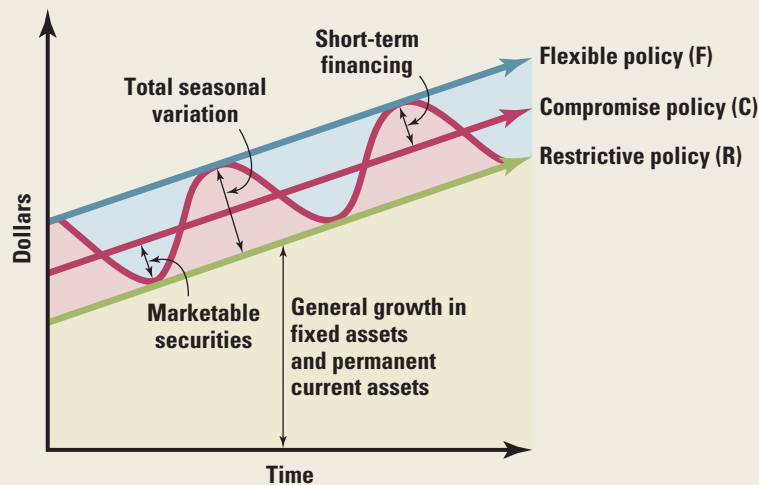 Short-term
financing
Flexible policy (F)
Total seasonal
variation
Compromise policy (C)
Restrictive policy (R)
Dollars
Marketable
securities
General growth in
fixed assets
and permanent
current assets
Time